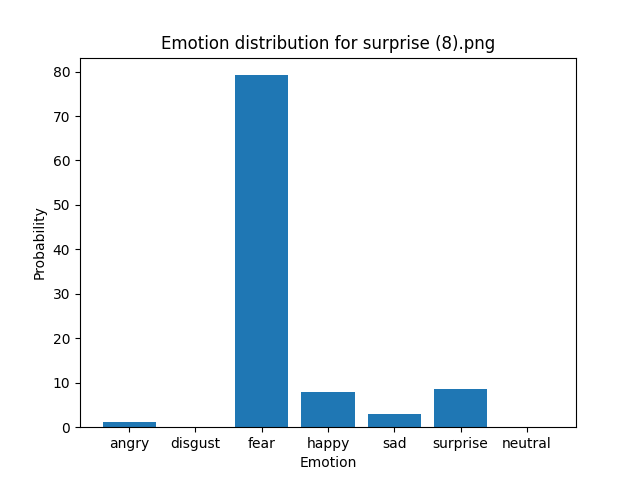 Emotion distribution for surprise (8).png
80
70
60
50
40
30
20
10
0
Probability
angry disgust fear happy sad surprise neutral
Emotion